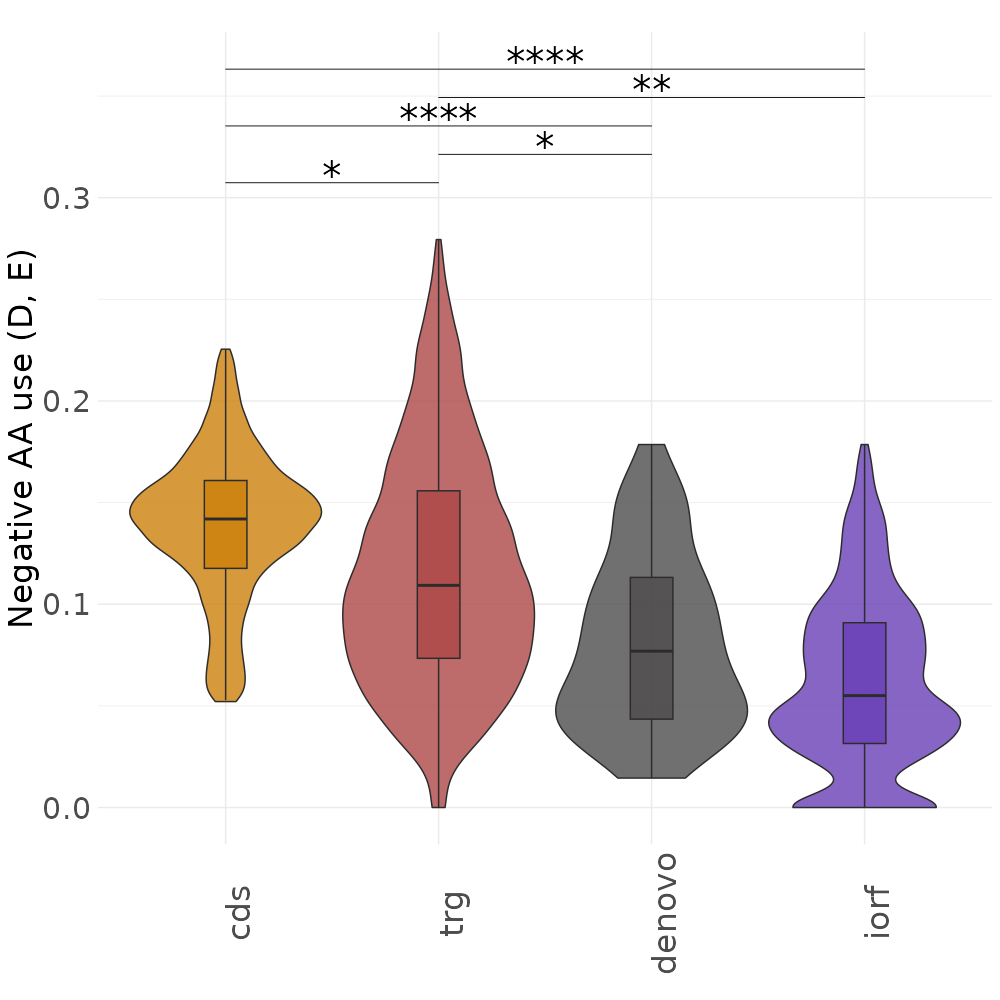 ****
**
****
*
*
0.3
0.2
0.1
0.0
Negative AA use (D, E)
cds
trg
denovo
iorf